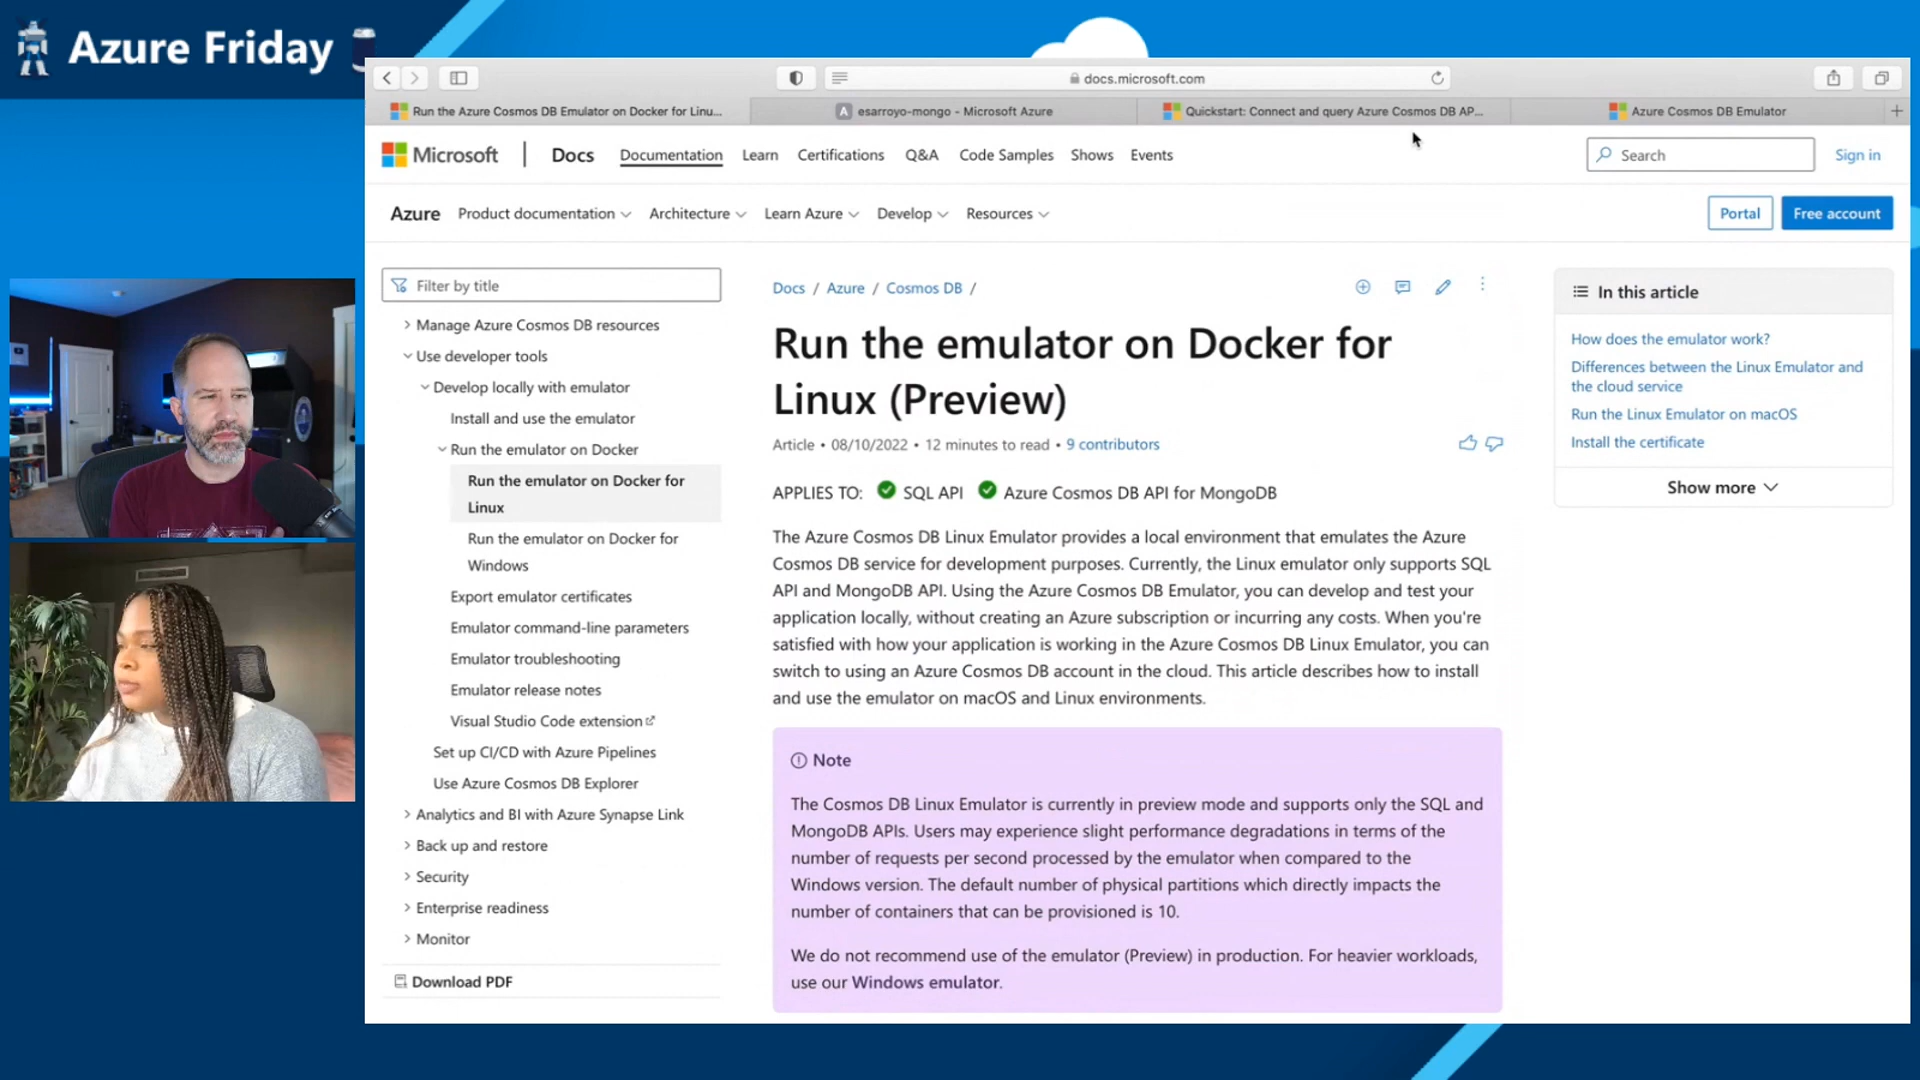 Azure Friday
docs.microsoft.com
Run the Azure Cosmos DB Emulator on Docker for Linu...
A esarroyo-mongo - Microsoft Azure
Quickstart: Connect and query Azure Cosmos DB AP...
Azure Cosmos DB Emulator
Microsoft | Docs Documentation Learn Certifications Q&A Code Samples Shows Events
Search
Sign in
Azure Product documentation Architecture Learn Azure Develop Resources
Portal
Free account
Filter by title
Manage Azure Cosmos DB resources
Use developer tools
Develop locally with emulator
Install and use the emulator
Run the emulator on Docker
Run the emulator on Docker for
Linux
Run the emulator on Docker for
Windows
Export emulator certificates
Emulator command-line parameters
Emulator troubleshooting
Emulator release notes
Visual Studio Code extension
Set up CI/CD with Azure Pipelines
Use Azure Cosmos DB Explorer
Analytics and BI with Azure Synapse Link
Back up and restore
Security
Enterprise readiness
Monitor
Download PDF
Docs / Azure / Cosmos DB /
Run the emulator on Docker for
Linux (Preview)
Article • 08/10/2022 • 12 minutes to read • 9 contributors
APPLIES TO: SQL API Azure Cosmos DB API for MongoDB
The Azure Cosmos DB Linux Emulator provides a local environment that emulates the Azure
Cosmos DB service for development purposes. Currently, the Linux emulator only supports SQL
API and MongoDB API. Using the Azure Cosmos DB Emulator, you can develop and test your
application locally, without creating an Azure subscription or incurring any costs. When you're
satisfied with how your application is working in the Azure Cosmos DB Linux Emulator, you can
switch to using an Azure Cosmos DB account in the cloud. This article describes how to install
and use the emulator on macOS and Linux environments.
Note
The Cosmos DB Linux Emulator is currently in preview mode and supports only the SQL and
MongoDB APIs. Users may experience slight performance degradations in terms of the
number of requests per second processed by the emulator when compared to the
Windows version. The default number of physical partitions which directly impacts the
number of containers that can be provisioned is 10.
We do not recommend use of the emulator (Preview) in production. For heavier workloads,
use our Windows emulator.
In this article
How does the emulator work?
Differences between the Linux Emulator and
the cloud service
Run the Linux Emulator on macOS
Install the certificate
Show more